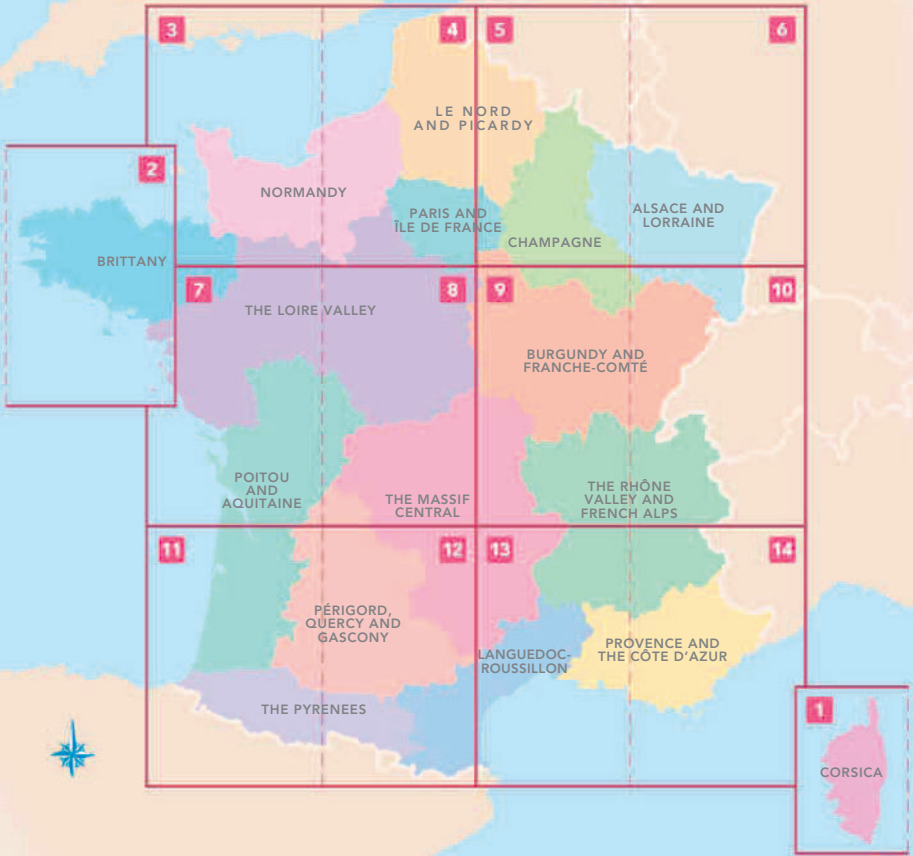 3
4
5
6
LE NORD
AND PICARDY
2
NORMANDY
PARIS AND
ÎLE DE FRANCE
ALSACE AND
LORRAINE
CHAMPAGNE
BRITTANY
7
8
9
10
THE LOIRE VALLEY
BURGUNDY AND
FRANCHE-COMTÉ
POITOU
AND
AQUITAINE
THE MASSIF
CENTRAL
THE RHÔNE
VALLEY AND
FRENCH ALPS
11
12
13
14
PÉRIGORD,
QUERCY AND
GASCONY
LANGUEDOC-
ROUSSILLON
PROVENCE AND
THE CÔTE D'AZUR
THE PYRENEES
1
CORSICA